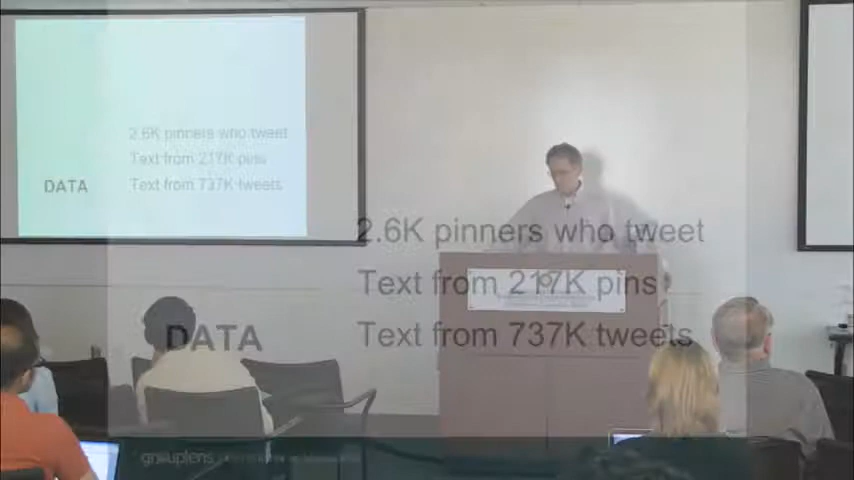 2.6K pinners who tweet
Text from 217K pins
DATA
Text from 737K tweets
2.6K pinners who tweet
Text from 217K pins
DATA
Text from 737K tweets
grouplens